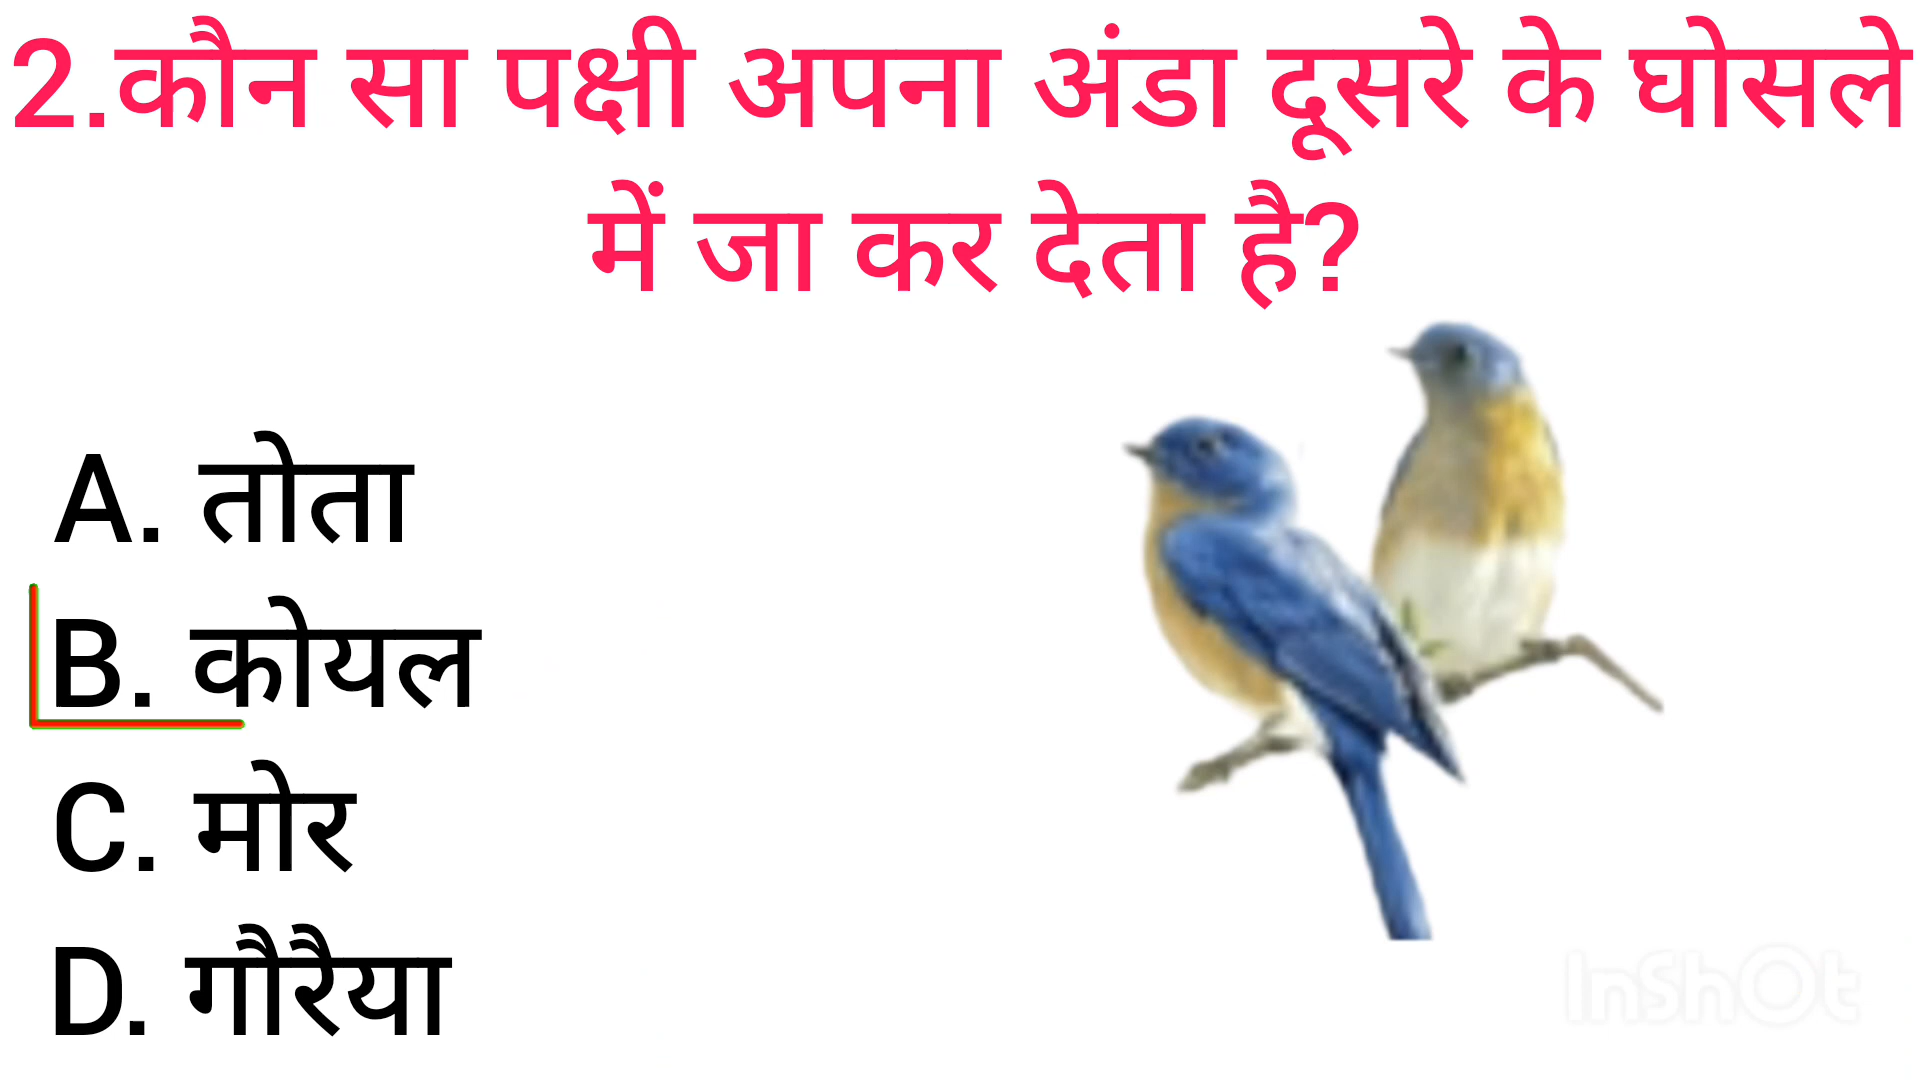 2.कौन सा पक्षी अपना अंडा दूसरे के घोसले
में जा कर देता है?
A. तोता
B. कोयल
C. मोर
D. गौरैया
InShOt